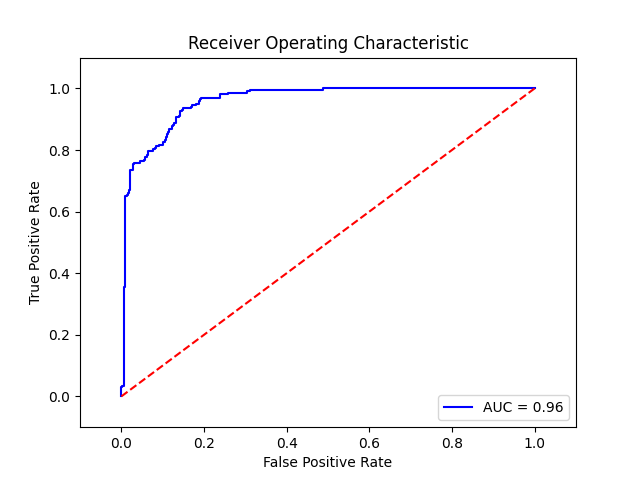 Receiver Operating Characteristic
True Positive Rate
1.0
0.8
0.6
0.4
0.2
0.0
AUC = 0.96
0.0 0.2 0.4 0.6 0.8 1.0
False Positive Rate